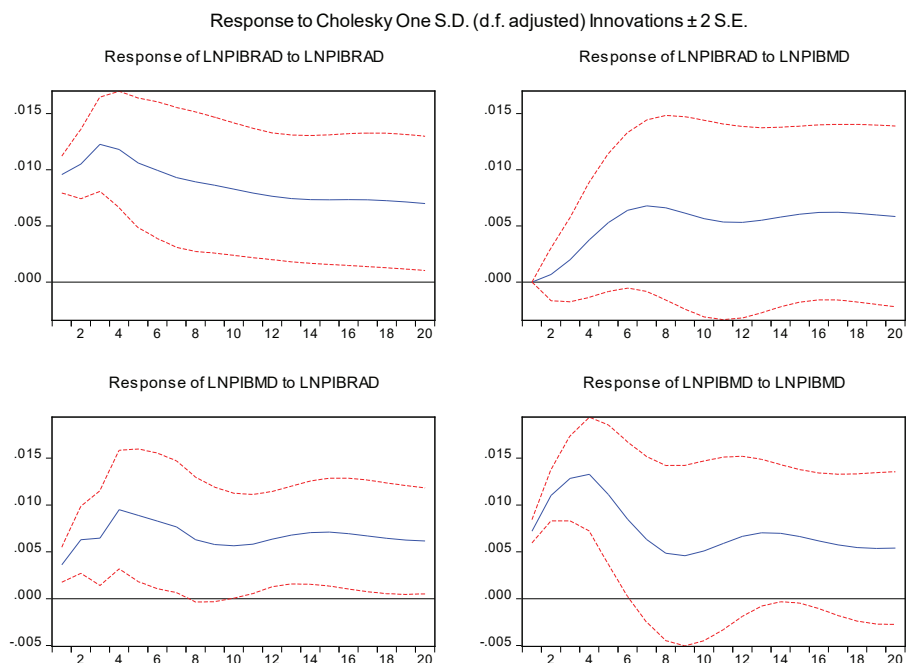 Response to Cholesky One S.D. (d.f. adjusted) Innovations ± 2 S.E.
Response of LNPIBRAD to LNPIBRAD
.015
.010
.005
.000
2 4 6 8 10 12 14 16 18 20
Response of LNPIBRAD to LNPIBMD
.015
.010
.005
.000
2 4 6 8 10 12 14 16 18 20
Response of LNPIBMD to LNPIBRAD
.015
.010
.005
.000
-.005
2 4 6 8 10 12 14 16 18 20
Response of LNPIBMD to LNPIBMD
.015
.010
.005
.000
-.005
2 4 6 8 10 12 14 16 18 20